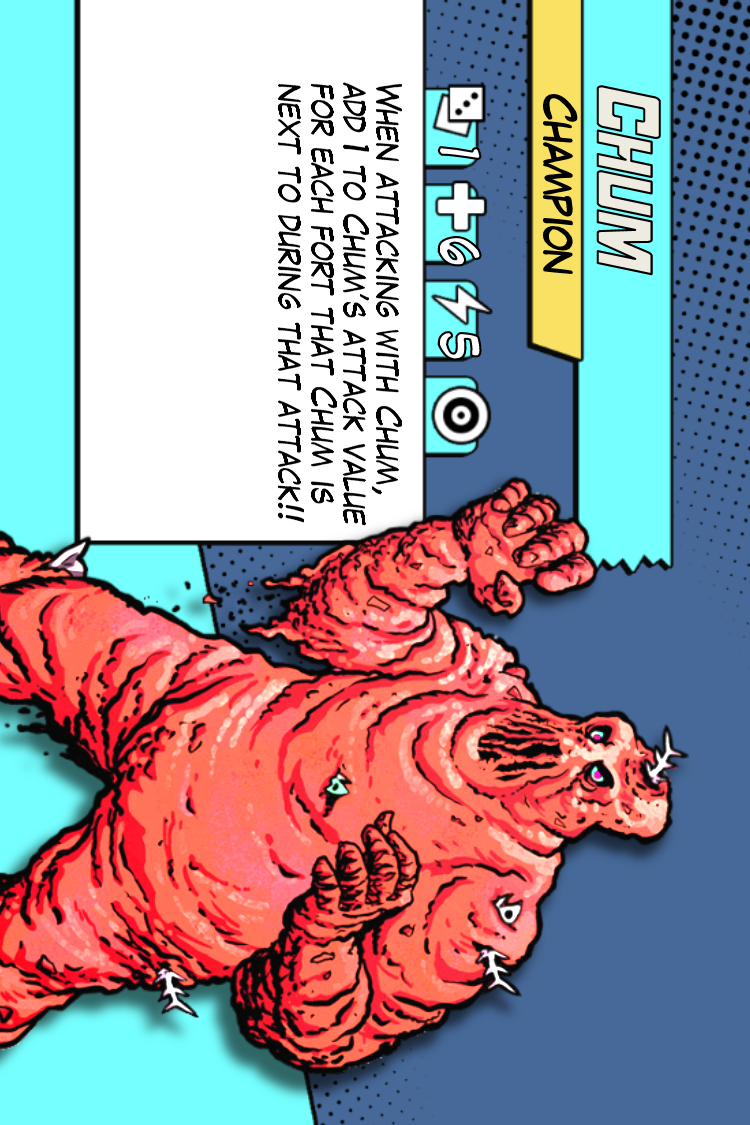 Chum
Champion
1 6 5
When attacking with Chum,
add 1 to Chum's attack value
for each fort that Chum is
next to during that attack!!